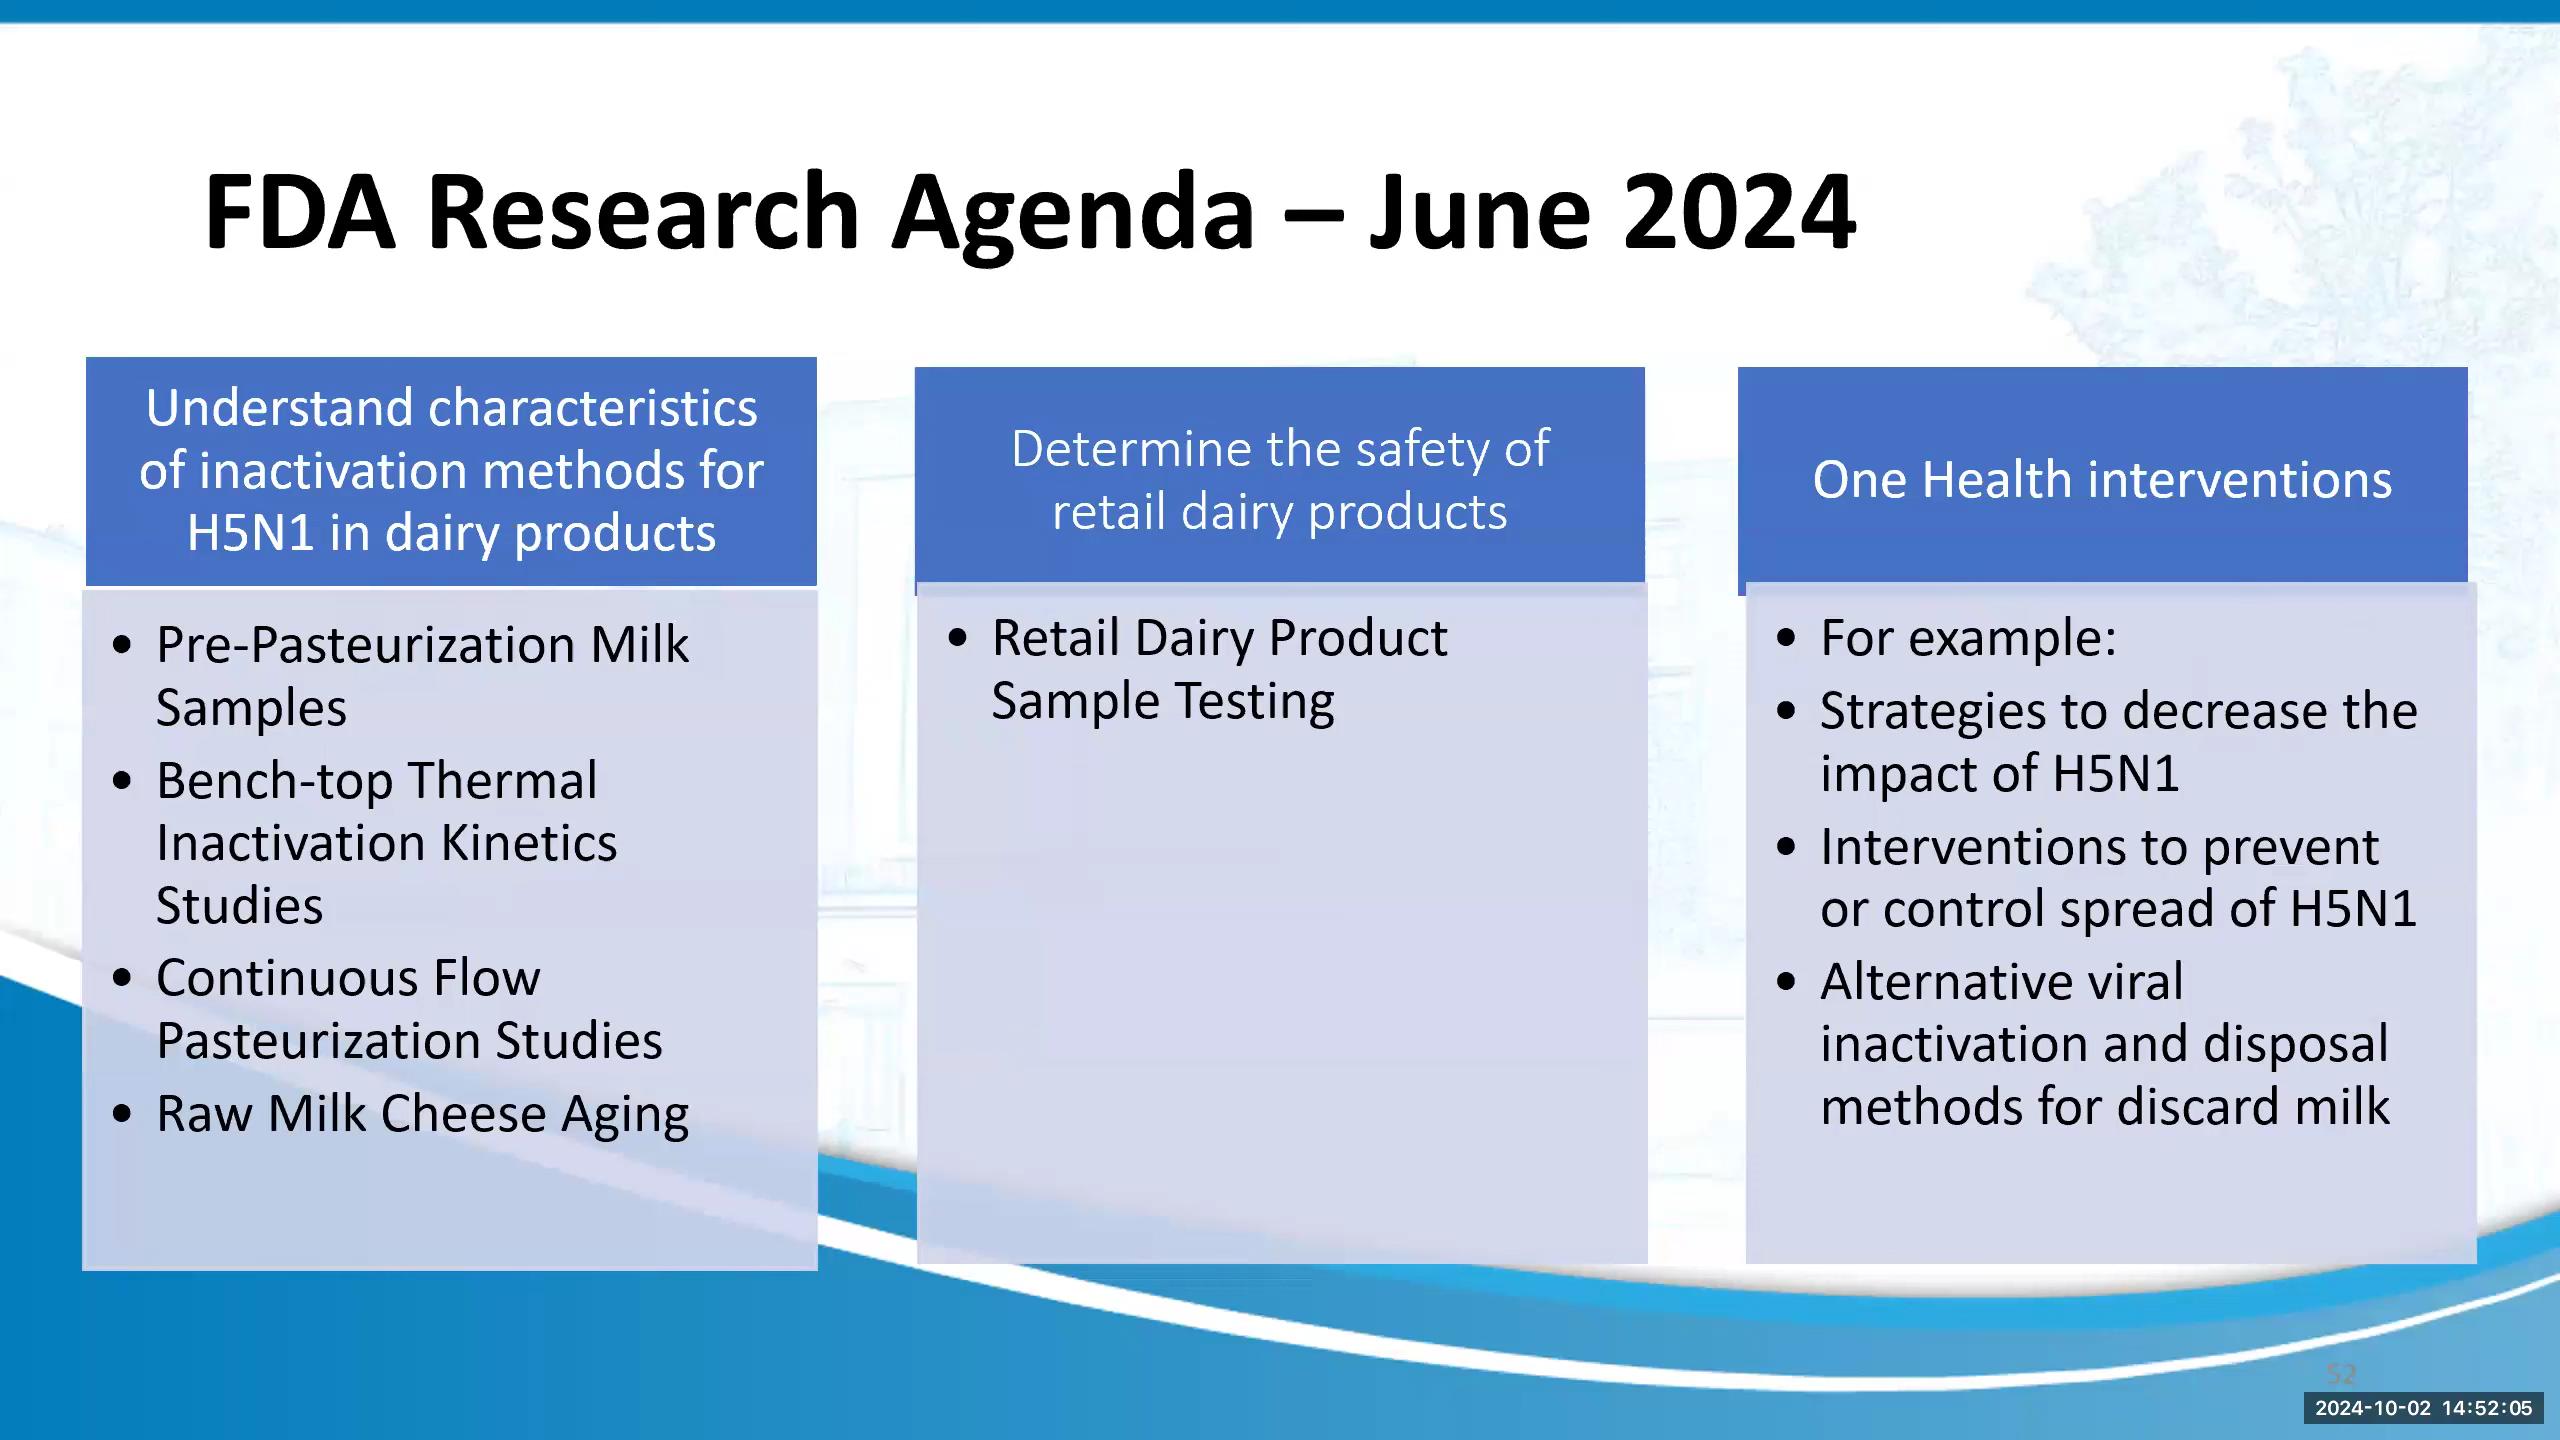 FDA Research Agenda – June 2024
Understand characteristics
of inactivation methods for
H5N1 in dairy products
• Pre-Pasteurization Milk
Samples
• Bench-top Thermal
Inactivation Kinetics
Studies
• Continuous Flow
Pasteurization Studies
• Raw Milk Cheese Aging
Determine the safety of
retail dairy products
• Retail Dairy Product
Sample Testing
One Health interventions
• For example:
• Strategies to decrease the
impact of H5N1
• Interventions to prevent
or control spread of H5N1
• Alternative viral
inactivation and disposal
methods for discard milk
52
2024-10-02 14:52:05